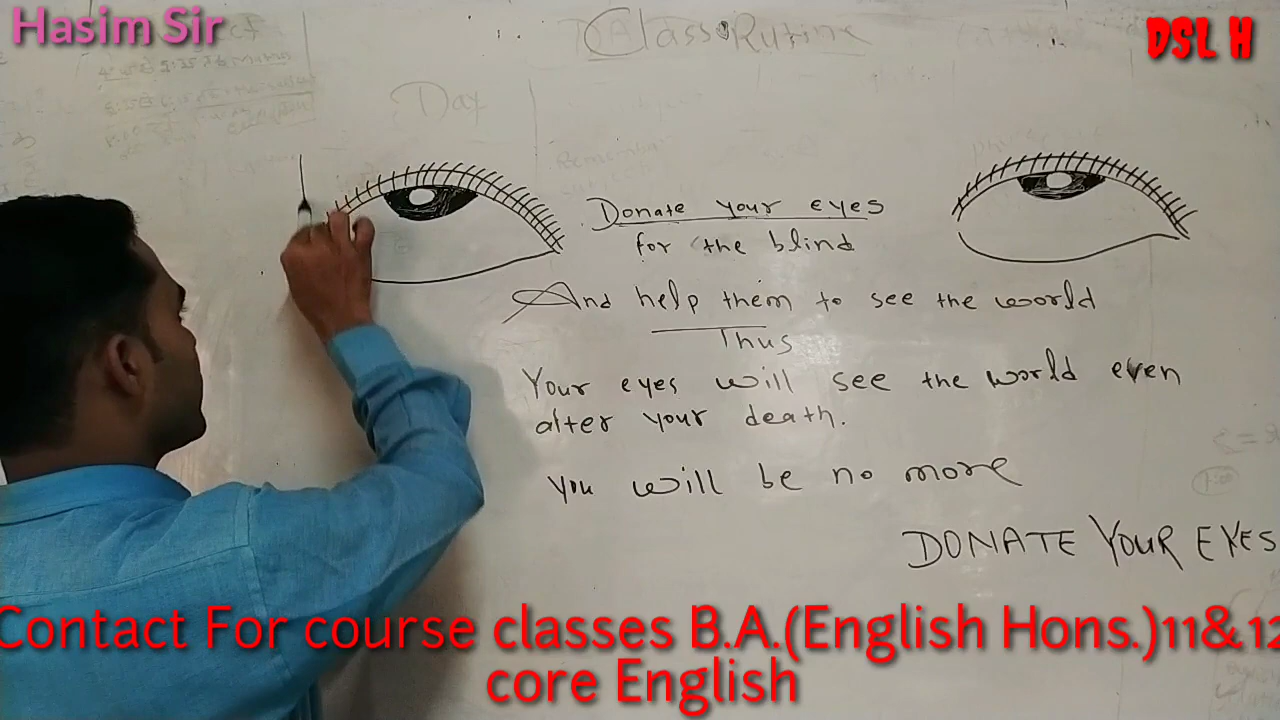 Hasim Sir
DSL H
Class Rutine
Day
Donate your eyes
for the blind
And help them to see the world
Thus
Your eyes will see the world even
alter your death.
You will be no more
DONATE YOUR EYES
Contact For course classes B.A.(English Hons.)11&12
core English